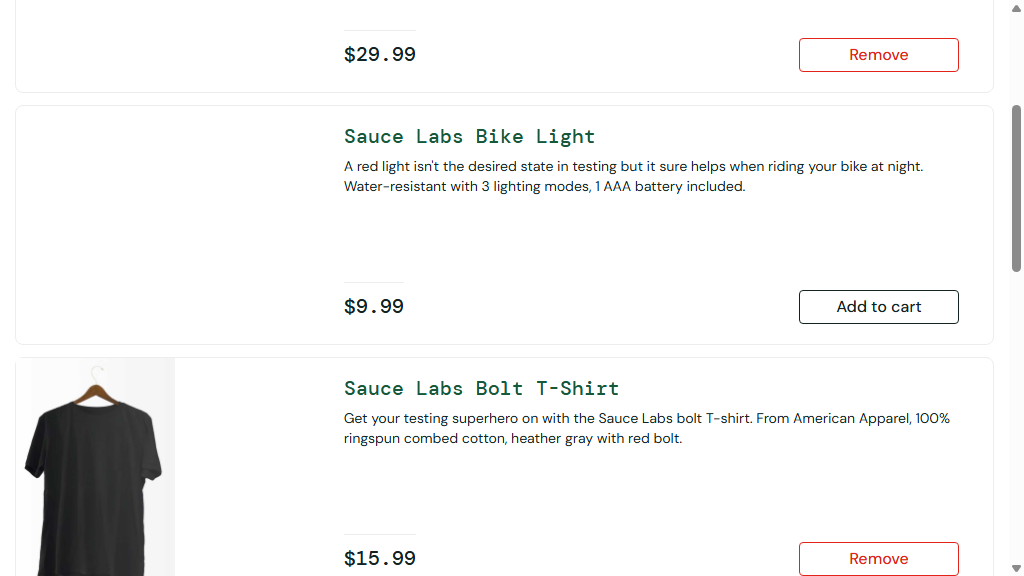 $29.99
Remove
Sauce Labs Bike Light
A red light isn't the desired state in testing but it sure helps when riding your bike at night.
Water-resistant with 3 lighting modes, 1 AAA battery included.
$9.99
Add to cart
Sauce Labs Bolt T-Shirt
Get your testing superhero on with the Sauce Labs bolt T-shirt. From American Apparel, 100%
ringspun combed cotton, heather gray with red bolt.
$15.99
Remove